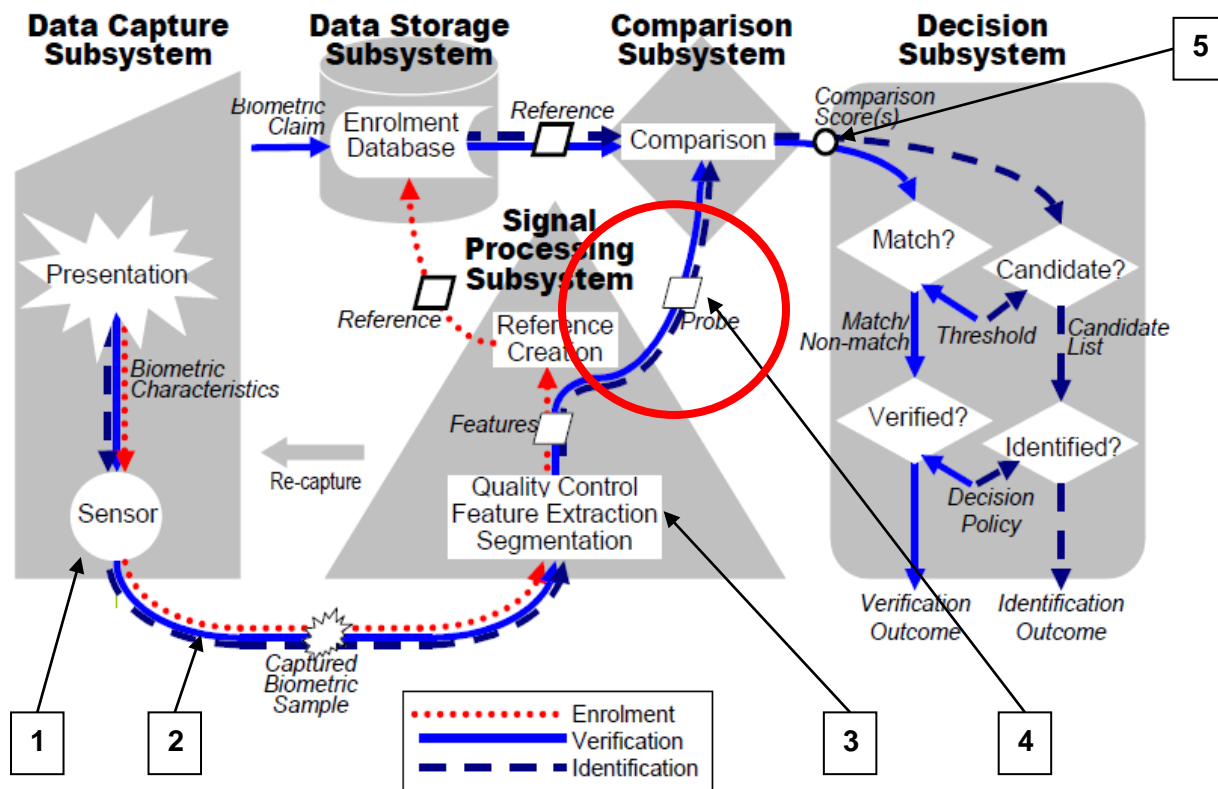 Data Capture
Subsystem
Data Storage
Subsystem
Comparison
Subsystem
Decision
Subsystem
5
Biometric
Claim
Enrolment
Database
Reference
Comparison
Comparison
Score(s)
Presentation
Signal
Processing
Subsystem
Match?
Candidate?
Reference
Reference
Creation
Probe
Match/
Non-match
Threshold
Candidate
List
Biometric
Characteristics
Features
Verified?
Identified?
Re-capture
Sensor
Quality Control
Feature Extraction
Segmentation
Decision
Policy
Verification
Outcome
Identification
Outcome
Captured
Biometric
Sample
1
2
3
4
Enrolment
Verification
Identification